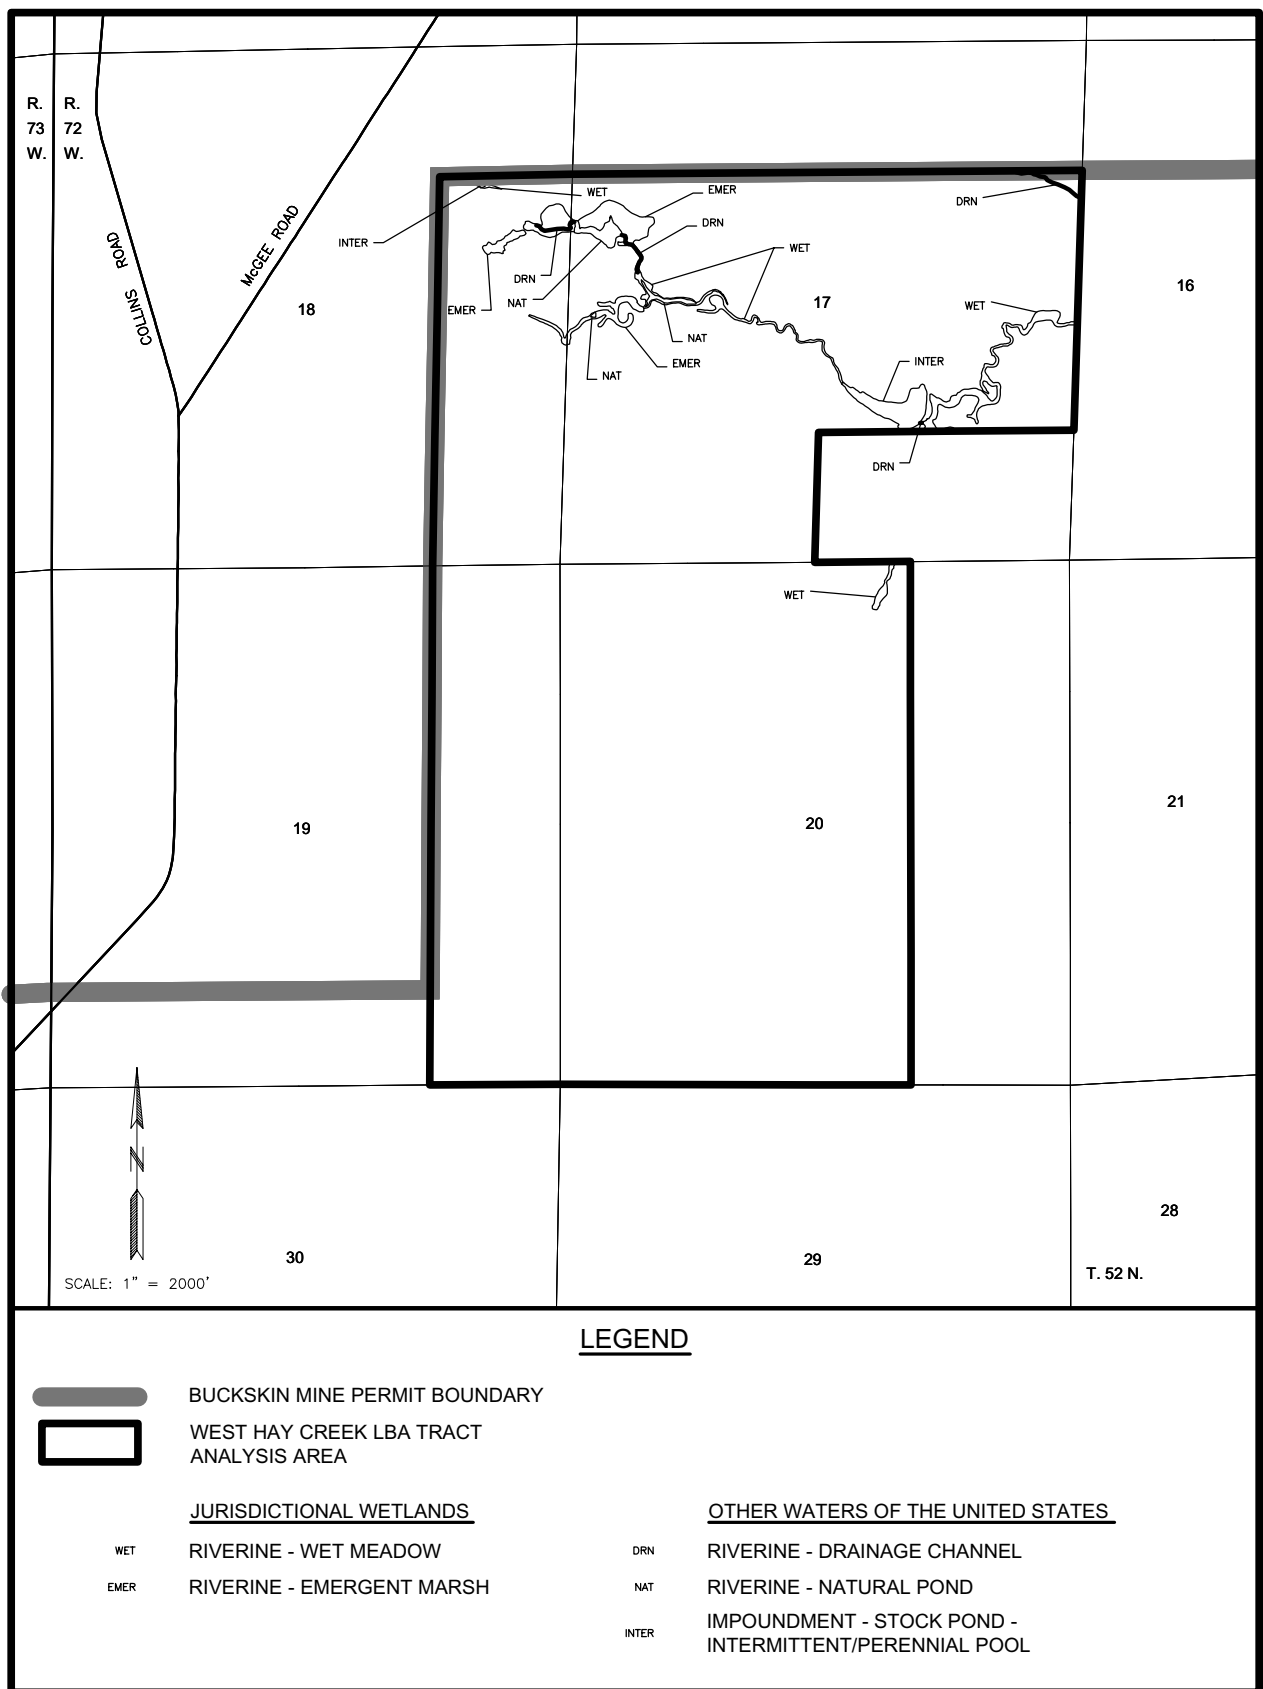 R. R.
73 72
W. W.
COLLINS ROAD
McGEE ROAD
WET
EMER
DRN
DRN
INTER
WET
DRN
NAT
EMER
18
17
16
WET
NAT
EMER
NAT
INTER
DRN
WET
19
20
21
28
30
29
T. 52 N.
N
SCALE: 1" = 2000'
LEGEND
BUCKSKIN MINE PERMIT BOUNDARY
WEST HAY CREEK LBA TRACT
ANALYSIS AREA
JURISDICTIONAL WETLANDS
WET RIVERINE - WET MEADOW
EMER RIVERINE - EMERGENT MARSH
OTHER WATERS OF THE UNITED STATES
DRN RIVERINE - DRAINAGE CHANNEL
NAT RIVERINE - NATURAL POND
INTER IMPOUNDMENT - STOCK POND -
INTERMITTENT/PERENNIAL POOL